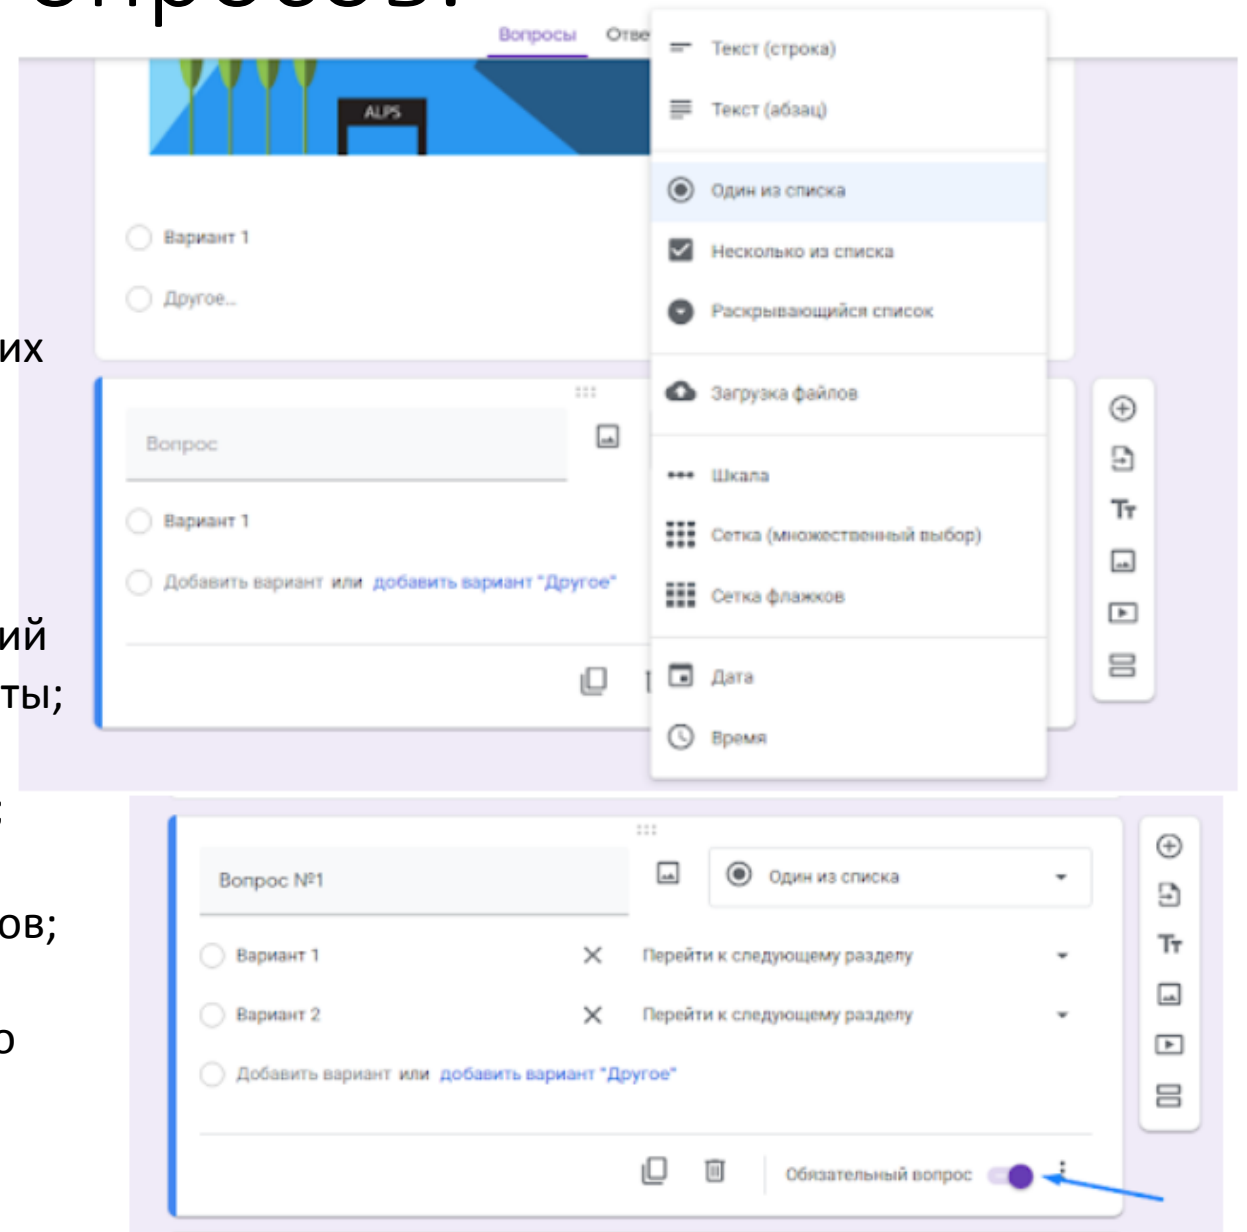 опросов:
Вопросы
Отве
Текст (строка)
Текст (абзац)
ALPS
Один из списка
Вариант 1
Несколько из списка
Другое...
Раскрывающийся список
их
Загрузка файлов
Вопрос
Шкала
Вариант 1
Сетка (множественный выбор)
Добавить вариант или добавить вариант "Другое"
Сетка флажков
ий
ты;
Дата
Время
;
Вопрос №1
Один из списка
ов;
Вариант 1
Перейти к следующему разделу
Вариант 2
Перейти к следующему разделу
о
Добавить вариант или добавить вариант "Другое"
Обязательный вопрос